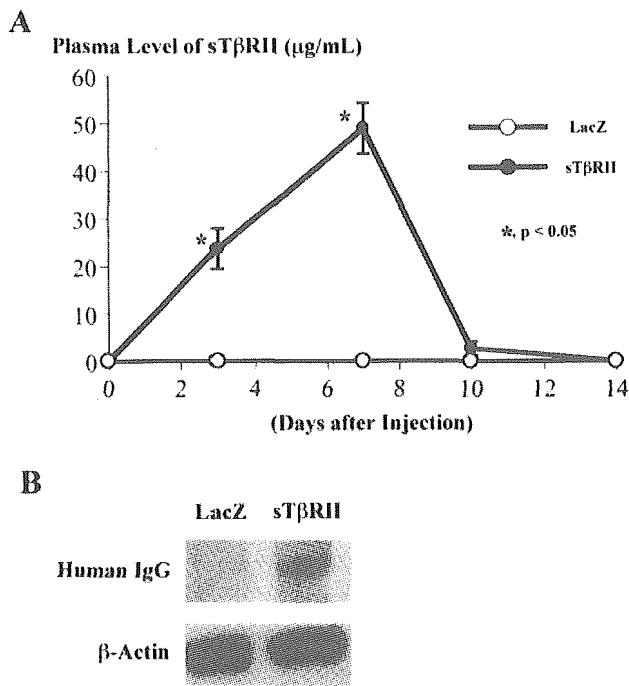 A
Plasma Level of sTβRII (μg/mL)
60
50
40
30
20
10
0
*
*
LacZ
sTβRII
*, p < 0.05
0 2 4 6 8 10 12 14
(Days after Injection)
B
LacZ sTβRII
Human IgG
β-Actin